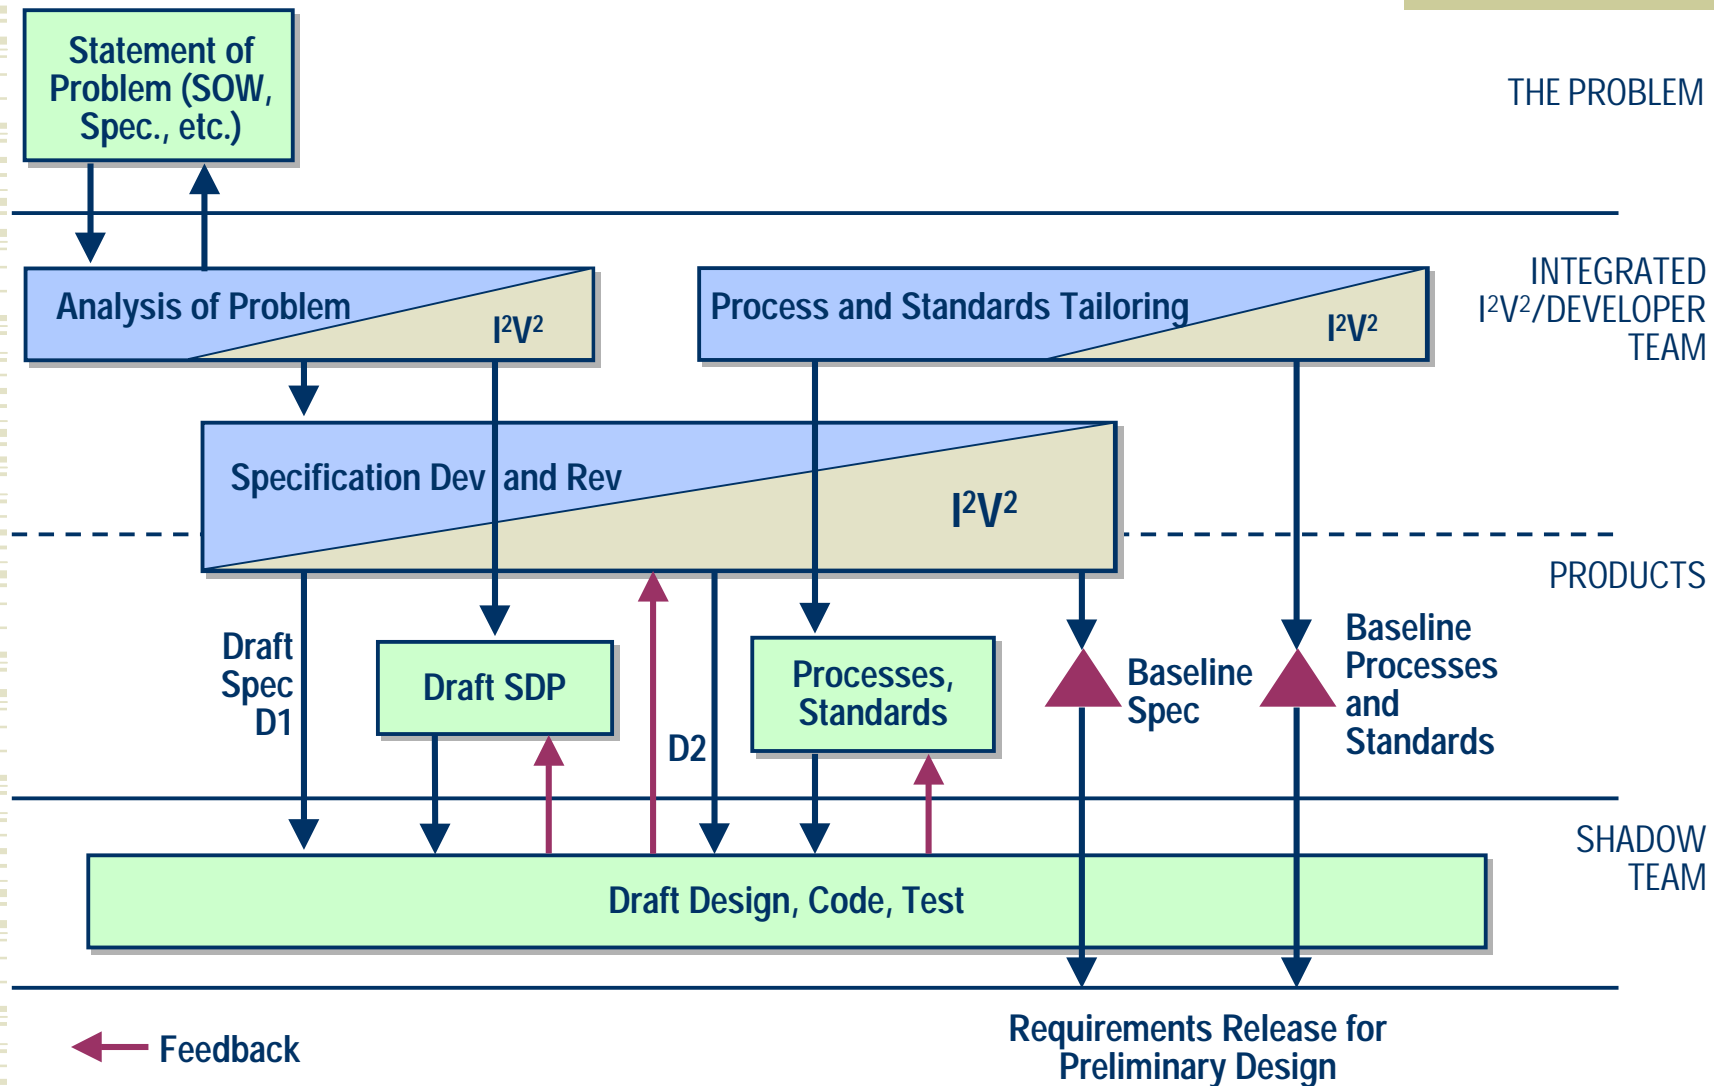 Statement of
Problem (SOW,
Spec., etc.)
THE PROBLEM
INTEGRATED
I²V²/DEVELOPER
TEAM
Analysis of Problem
I²V²
Process and Standards Tailoring
I²V²
Specification Dev and Rev
I²V²
PRODUCTS
Draft
Spec
D1
Draft SDP
D2
Processes,
Standards
Baseline
Spec
Baseline
Processes
and
Standards
SHADOW
TEAM
Draft Design, Code, Test
Feedback
Requirements Release for
Preliminary Design